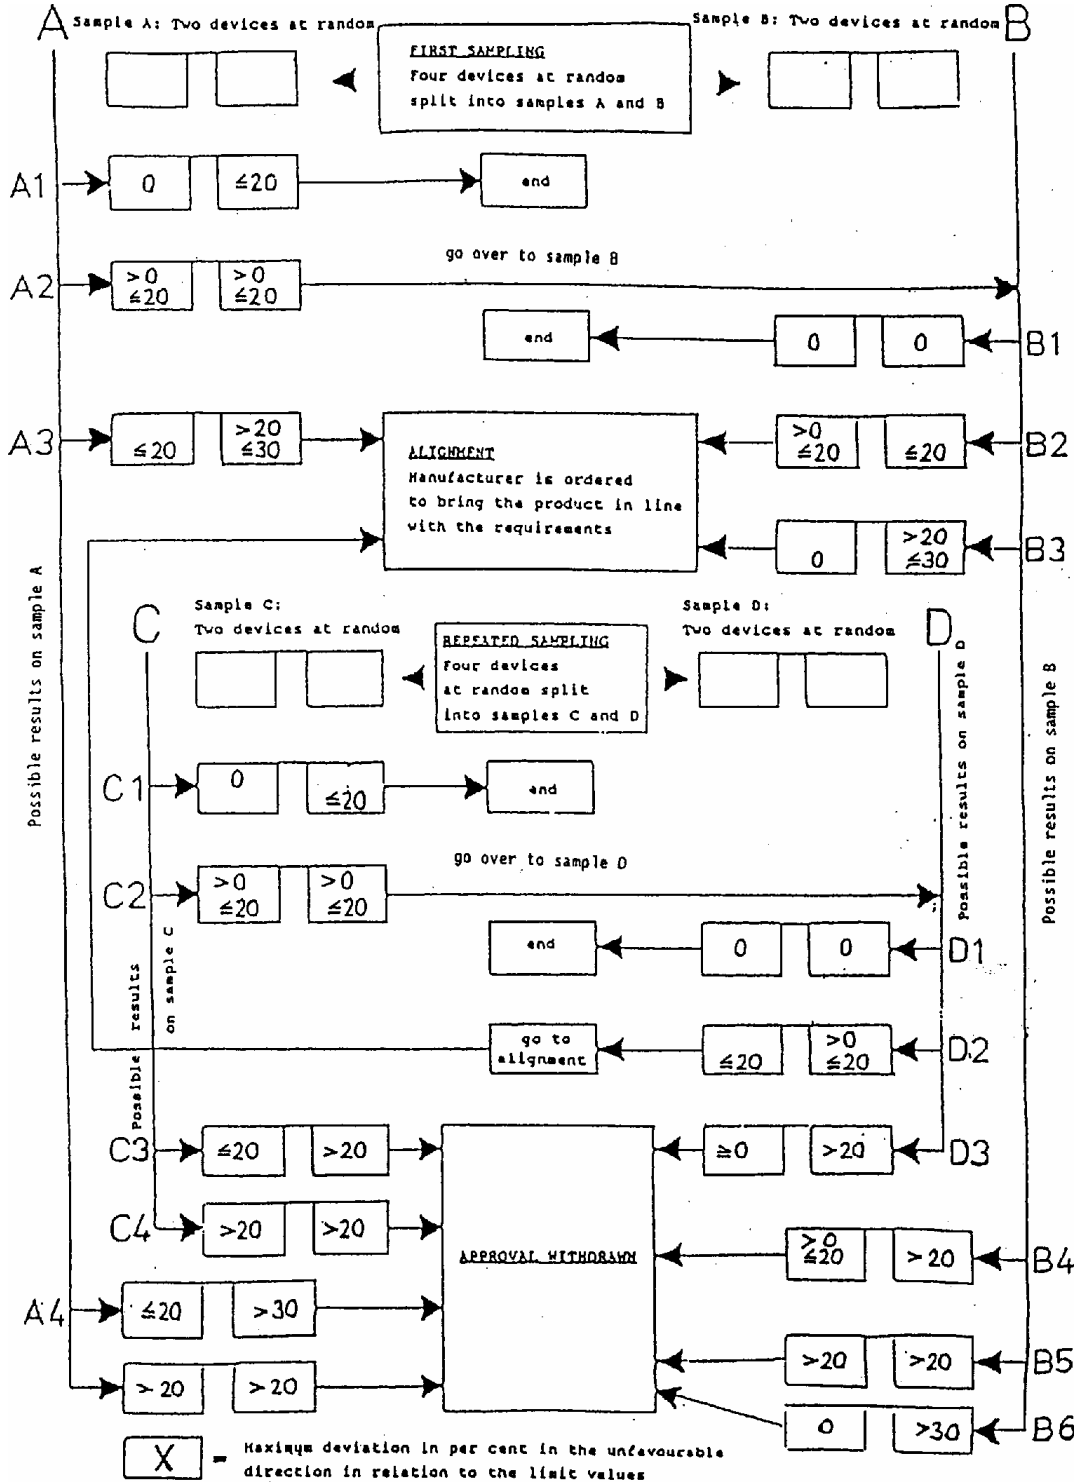 A
Sample A: Two devices at random
Sample B: Two devices at random
B
FIRST SAMPLING
Four devices at random
split into samples A and B
A1
0
≦20
end
go over to sample B
A2
>0
≦20
>0
≦20
end
0
0
B1
A3
≦20
>20
≦30
ALIGNMENT
Manufacturer is ordered
to bring the product in line
with the requirements
>0
≦20
≦20
B2
0
>20
≦30
B3
Possible results on sample A
C
Sample C:
Two devices at random
REPEATED SAMPLING
Four devices
at random split
into samples C and D
Sample D:
Two devices at random
D
Possible results on sample D
Possible results on sample B
C1
0
≦20
end
go over to sample D
C2
>0
≦20
>0
≦20
end
0
0
D1
Possible results
on sample C
go to
alignment
≦20
>0
≦20
D2
C3
≦20
>20
≧0
>20
D3
C4
>20
>20
APPROVAL WITHDRAWN
>0
≦20
>20
B4
A4
≦20
>30
>20
>20
B5
>20
>20
0
>30
B6
X
= Maximum deviation in per cent in the unfavourable
direction in relation to the limit values